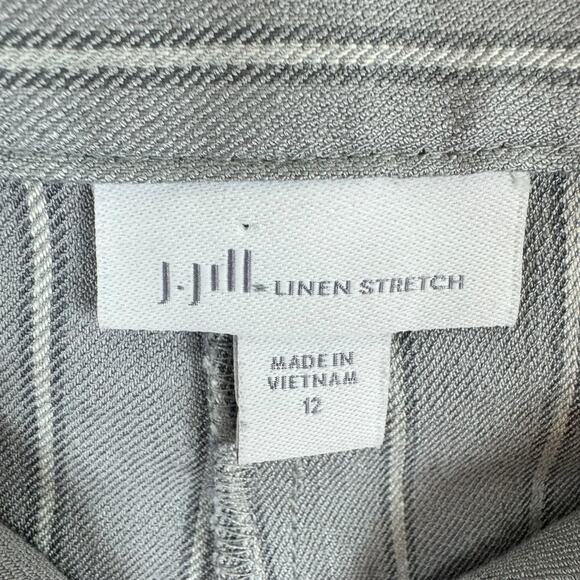 J.Jill. LINEN STRETCH
MADE IN
VIETNAM
12